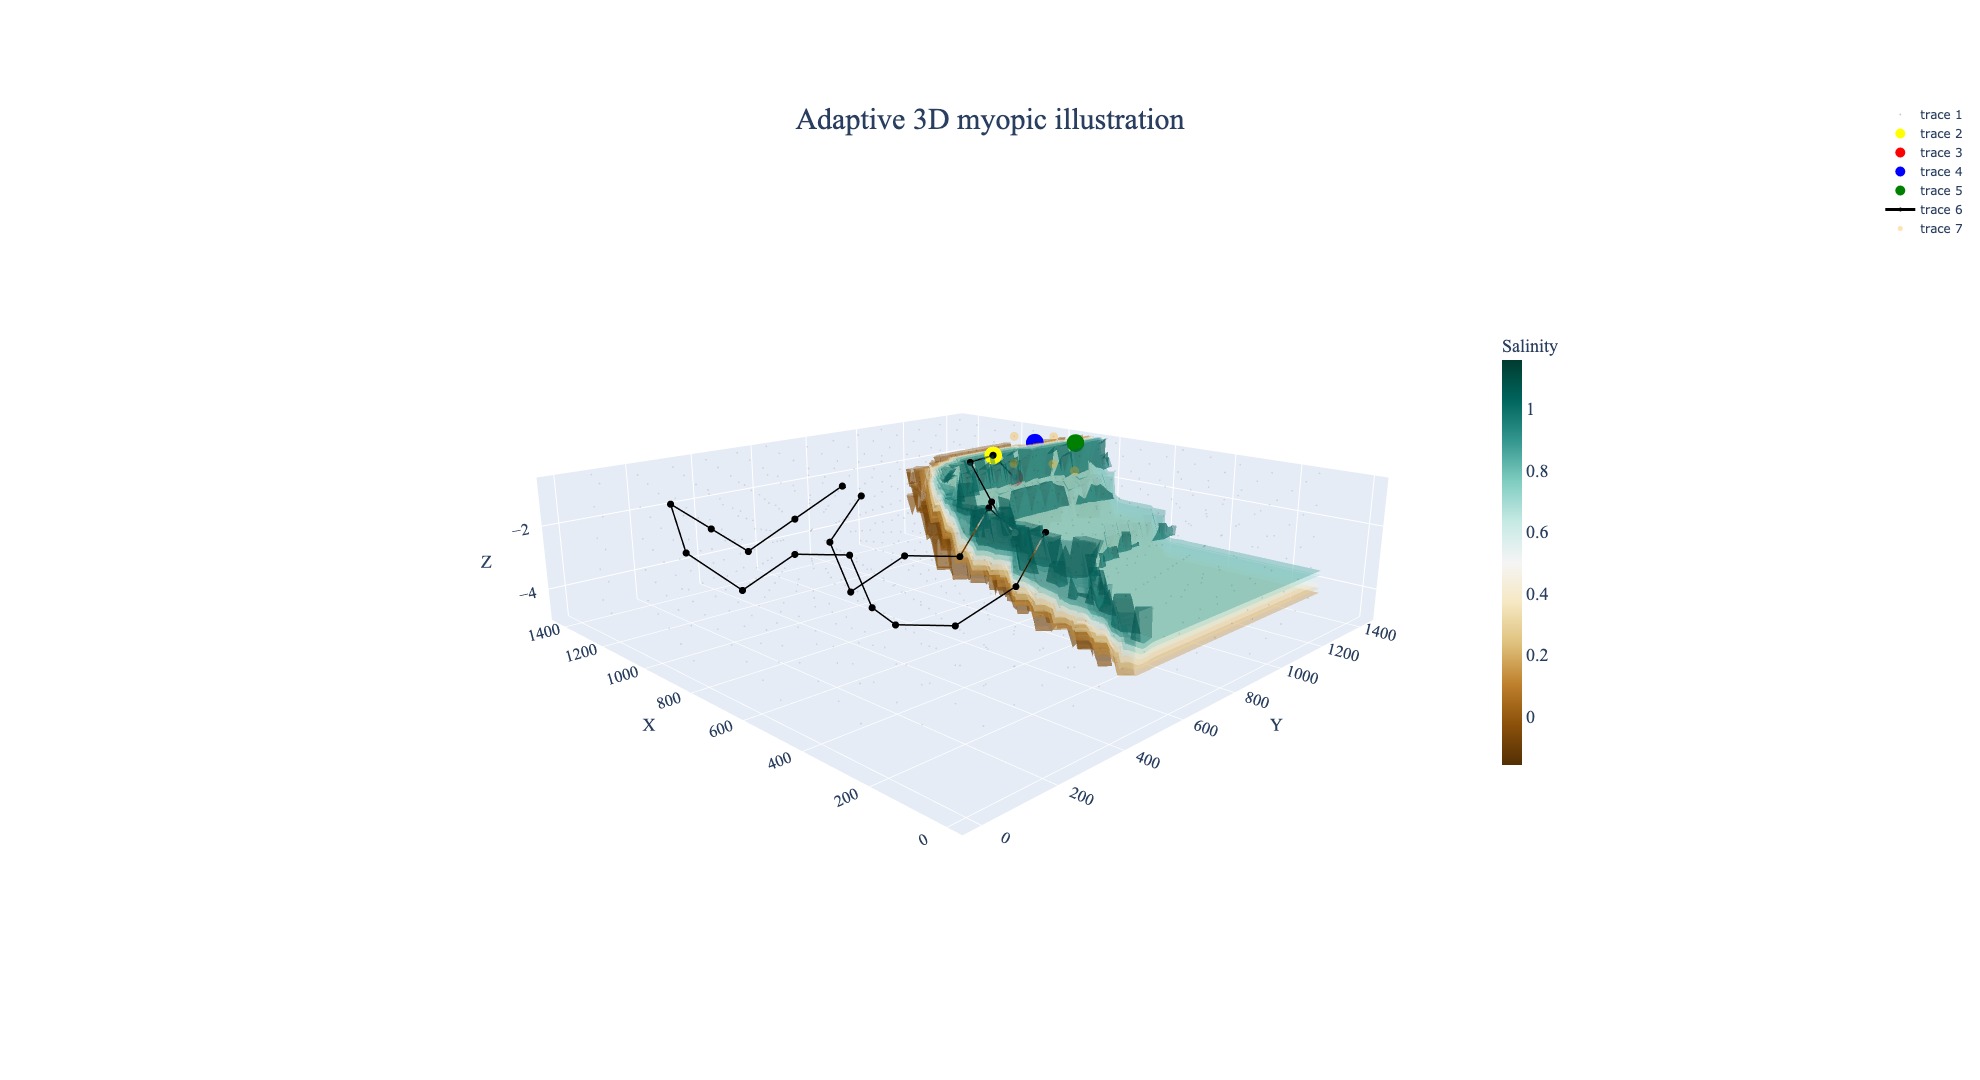 Adaptive 3D myopic illustration
trace 1
trace 2
trace 3
trace 4
trace 5
trace 6
trace 7
Salinity
1
0.8
0.6
0.4
0.2
0
Z
−2
−4
X
1400
1200
1000
800
600
400
200
0
Y
0
200
400
600
800
1000
1200
1400